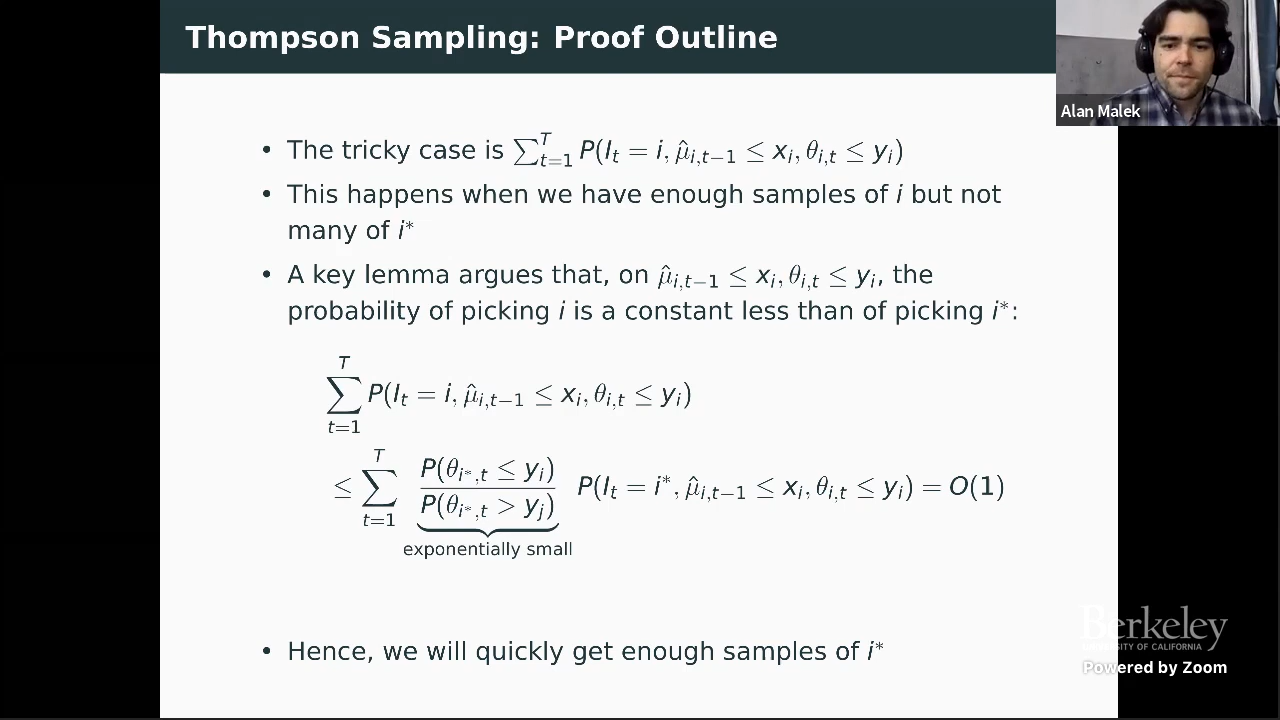 Thompson Sampling: Proof Outline
Alan Malek
• The tricky case is ∑_{t=1}^{T} P(I_t = i, μ̂_{i,t−1} ≤ x_i, θ_{i,t} ≤ y_i)
• This happens when we have enough samples of i but not
many of i*
• A key lemma argues that, on μ̂_{i,t−1} ≤ x_i, θ_{i,t} ≤ y_i, the
probability of picking i is a constant less than of picking i*:
∑_{t=1}^{T} P(I_t = i, μ̂_{i,t−1} ≤ x_i, θ_{i,t} ≤ y_i)
≤ ∑_{t=1}^{T} P(θ_{i*,t} ≤ y_i) / P(θ_{i*,t} > y_j) P(I_t = i*, μ̂_{i,t−1} ≤ x_i, θ_{i,t} ≤ y_i) = O(1)
exponentially small
• Hence, we will quickly get enough samples of i*
Berkeley
UNIVERSITY OF CALIFORNIA
Powered by Zoom